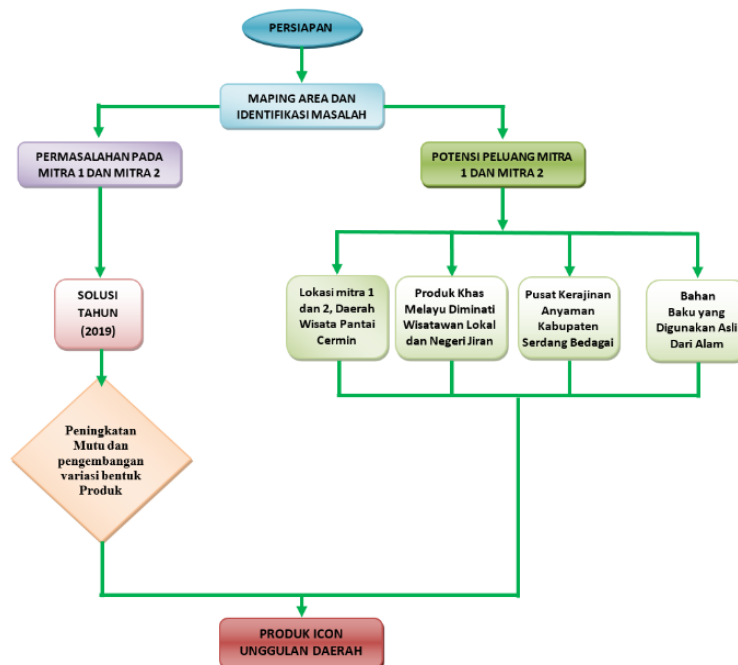 PERSIAPAN
MAPING AREA DAN
IDENTIFIKASI MASALAH
PERMASALAHAN PADA
MITRA 1 DAN MITRA 2
POTENSI PELUANG MITRA
1 DAN MITRA 2
SOLUSI
TAHUN
(2019)
Lokasi mitra 1
dan 2, Daerah
Wisata Pantai
Cermin
Produk Khas
Melayu Diminati
Wisatawan Lokal
dan Negeri Jiran
Pusat Kerajinan
Anyaman
Kabupaten
Serdang Bedagai
Bahan
Baku yang
Digunakan Asli
Dari Alam
Peningkatan
Mutu dan
pengembangan
variasi bentuk
Produk
PRODUK ICON
UNGGULAN DAERAH